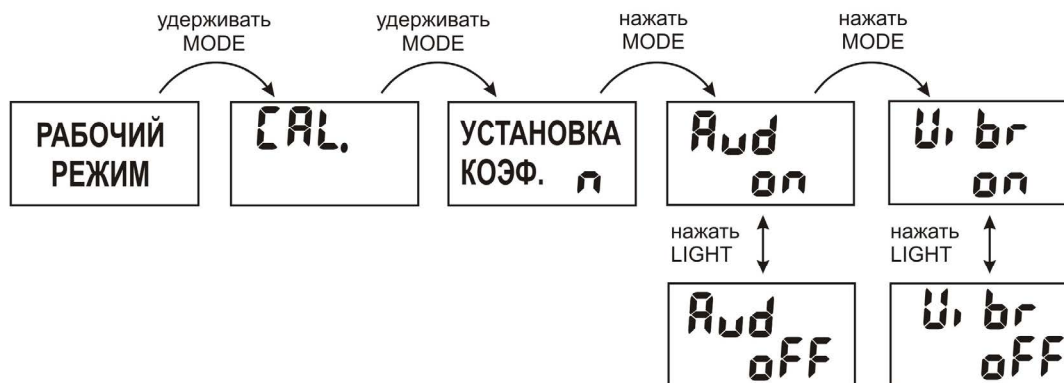 удерживать
MODE
удерживать
MODE
нажать
MODE
нажать
MODE
РАБОЧИЙ
РЕЖИМ
CAL.
УСТАНОВКА
КОЭФ. n
Aud
on
Vibr
on
нажать
LIGHT
нажать
LIGHT
Aud
oFF
Vibr
oFF